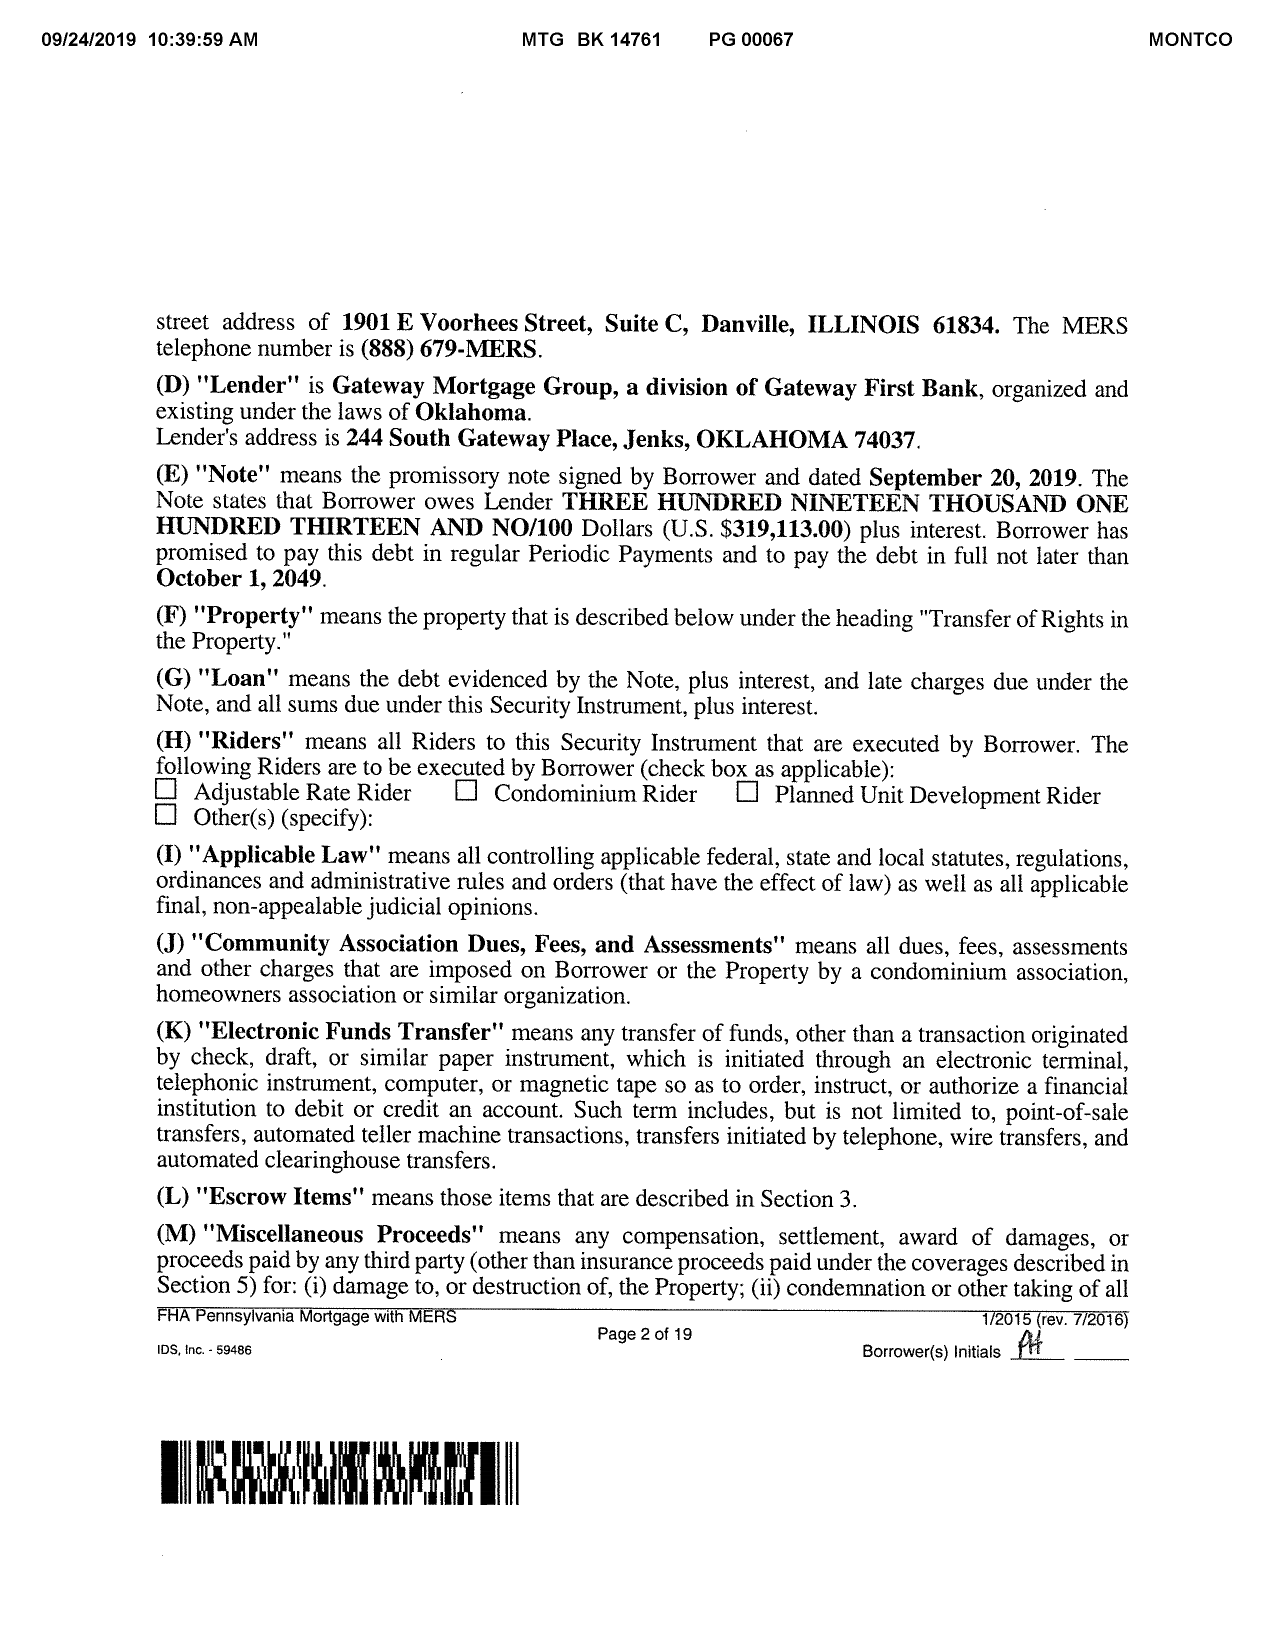 09/24/2019 10:39:59 AM MTG BK 14761 PG 00067 MONTCO
street address of 1901 E Voorhees Street, Suite C, Danville, ILLINOIS 61834. The MERS
telephone number is (888) 679-MERS.
(D) "Lender" is Gateway Mortgage Group, a division of Gateway First Bank, organized and
existing under the laws of Oklahoma.
Lender's address is 244 South Gateway Place, Jenks, OKLAHOMA 74037.
(E) "Note" means the promissory note signed by Borrower and dated September 20, 2019. The
Note states that Borrower owes Lender THREE HUNDRED NINETEEN THOUSAND ONE
HUNDRED THIRTEEN AND NO/100 Dollars (U.S. $319,113.00) plus interest. Borrower has
promised to pay this debt in regular Periodic Payments and to pay the debt in full not later than
October 1, 2049.
(F) "Property" means the property that is described below under the heading "Transfer of Rights in
the Property."
(G) "Loan" means the debt evidenced by the Note, plus interest, and late charges due under the
Note, and all sums due under this Security Instrument, plus interest.
(H) "Riders" means all Riders to this Security Instrument that are executed by Borrower. The
following Riders are to be executed by Borrower (check box as applicable):
☐ Adjustable Rate Rider ☐ Condominium Rider ☐ Planned Unit Development Rider
☐ Other(s) (specify):
(I) "Applicable Law" means all controlling applicable federal, state and local statutes, regulations,
ordinances and administrative rules and orders (that have the effect of law) as well as all applicable
final, non-appealable judicial opinions.
(J) "Community Association Dues, Fees, and Assessments" means all dues, fees, assessments
and other charges that are imposed on Borrower or the Property by a condominium association,
homeowners association or similar organization.
(K) "Electronic Funds Transfer" means any transfer of funds, other than a transaction originated
by check, draft, or similar paper instrument, which is initiated through an electronic terminal,
telephonic instrument, computer, or magnetic tape so as to order, instruct, or authorize a financial
institution to debit or credit an account. Such term includes, but is not limited to, point-of-sale
transfers, automated teller machine transactions, transfers initiated by telephone, wire transfers, and
automated clearinghouse transfers.
(L) "Escrow Items" means those items that are described in Section 3.
(M) "Miscellaneous Proceeds" means any compensation, settlement, award of damages, or
proceeds paid by any third party (other than insurance proceeds paid under the coverages described in
Section 5) for: (i) damage to, or destruction of, the Property; (ii) condemnation or other taking of all
FHA Pennsylvania Mortgage with MERS 1/2015 (rev. 7/2016)
Page 2 of 19
IDS, Inc. - 59486 Borrower(s) Initials